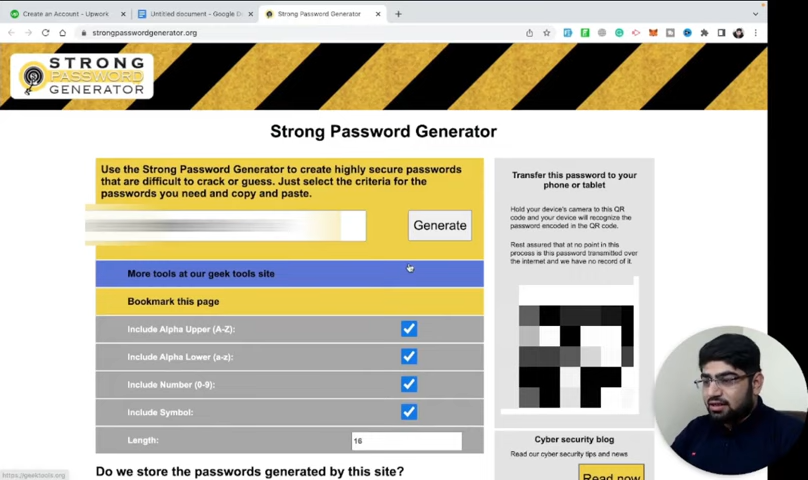 Create an Account - Upwork
Untitled document - Google D
Strong Password Generator
strongpasswordgenerator.org
STRONG
PASSWORD
GENERATOR
Strong Password Generator
Use the Strong Password Generator to create highly secure passwords
that are difficult to crack or guess. Just select the criteria for the
passwords you need and copy and paste.
Generate
More tools at our geek tools site
Bookmark this page
Include Alpha Upper (A-Z):
Include Alpha Lower (a-z):
Include Number (0-9):
Include Symbol:
Length:
16
Do we store the passwords generated by this site?
Transfer this password to your
phone or tablet
Hold your device's camera to this QR
code and your device will recognize the
password encoded in the QR code.
Rest assured that at no point in this
process is this password transmitted over
the internet and we have no record of it.
Cyber security blog
Read our cyber security tips and news
Read now
https://geektools.org